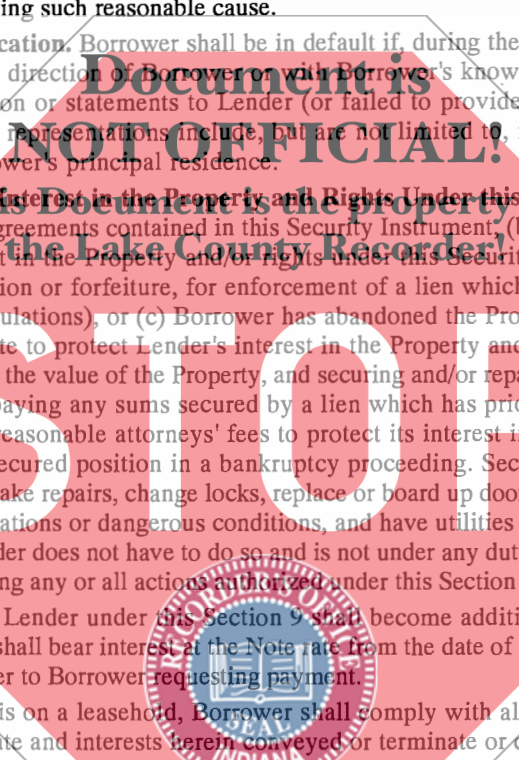 ing such reasonable cause.
cation. Borrower shall be in default if, during the
direction of Borrower or with Borrower's know
Document is
on or statements to Lender (or failed to provide
representations include, but are not limited to,
NOT OFFICIAL!
ower's principal residence.
interest in the Property and Rights Under this
is Document is the property
greements contained in this Security Instrument, (
t in the Property and/or rights under this Securit
the Lake County Recorder!
tion or forfeiture, for enforcement of a lien which
ulations), or (c) Borrower has abandoned the Pro
te to protect Lender's interest in the Property and
the value of the Property, and securing and/or repa
STOP
paying any sums secured by a lien which has prio
reasonable attorneys' fees to protect its interest i
ecured position in a bankruptcy proceeding. Sec
ake repairs, change locks, replace or board up doo
ations or dangerous conditions, and have utilities
der does not have to do so and is not under any dut
ing any or all actions authorized under this Section
Lender under this Section 9 shall become additi
shall bear interest at the Note rate from the date of
er to Borrower requesting payment.
is on a leasehold, Borrower shall comply with al
ate and interests herein conveyed or terminate or
SEAL
INDIANA